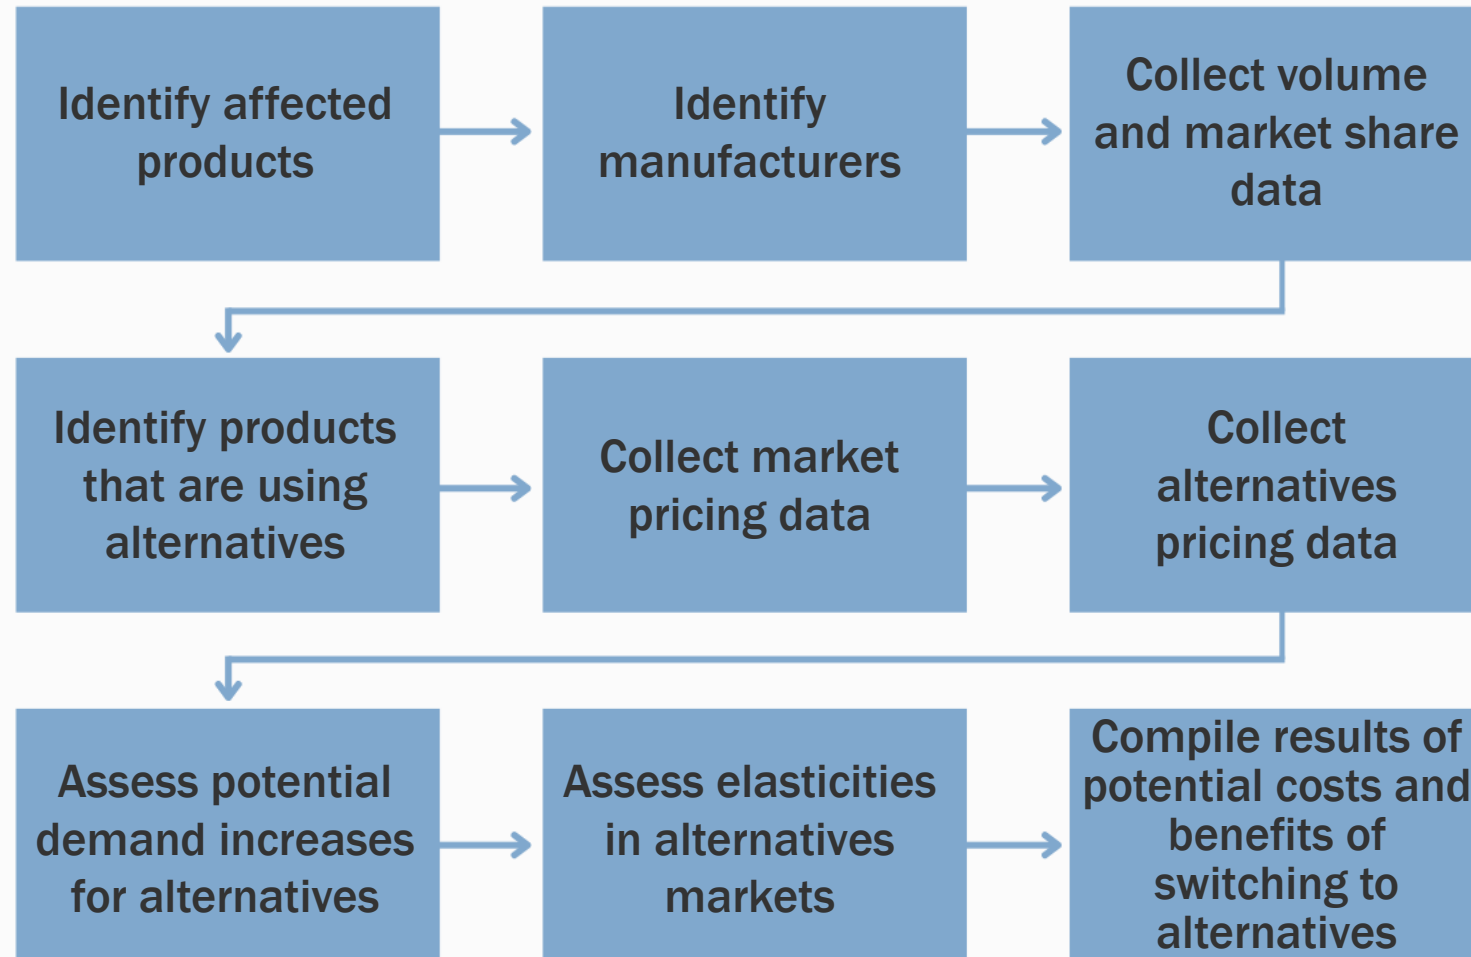 Identify affected
products
Identify
manufacturers
Collect volume
and market share
data
Identify products
that are using
alternatives
Collect market
pricing data
Collect
alternatives
pricing data
Assess potential
demand increases
for alternatives
Assess elasticities
in alternatives
markets
Compile results of
potential costs and
benefits of
switching to
alternatives